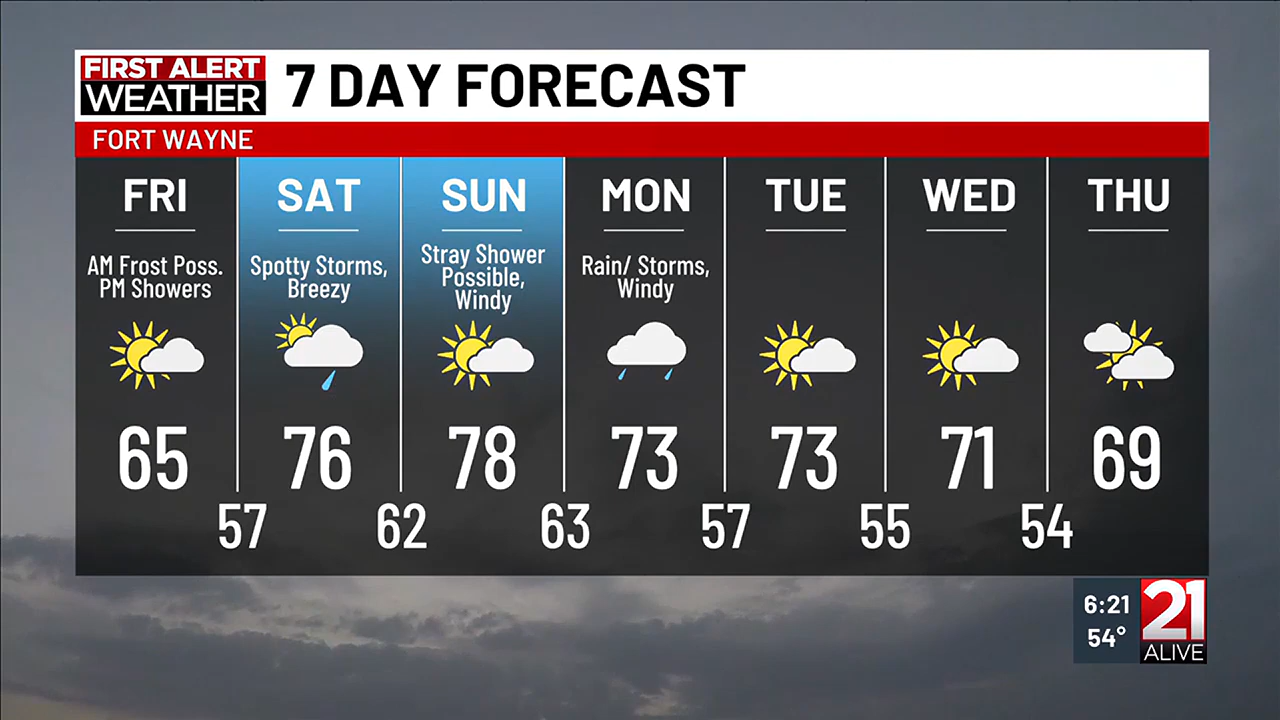 FIRST ALERT
WEATHER
7 DAY FORECAST
FORT WAYNE
FRI
AM Frost Poss.
PM Showers
65
SAT
Spotty Storms,
Breezy
76
SUN
Stray Shower
Possible,
Windy
78
MON
Rain/ Storms,
Windy
73
TUE
73
WED
71
THU
69
57
62
63
57
55
54
6:21
54°
21
ALIVE